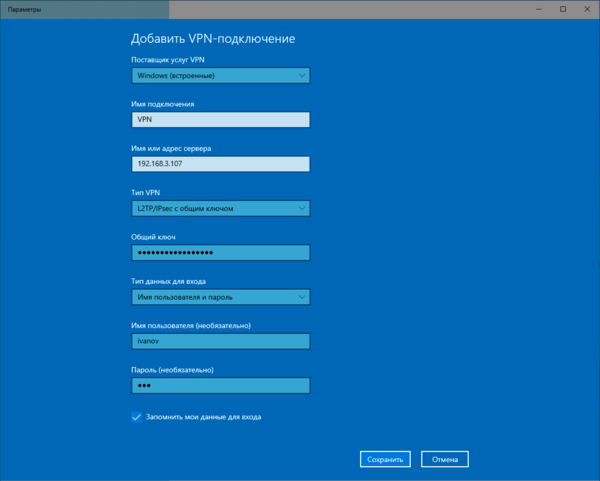 Параметры
Добавить VPN-подключение
Поставщик услуг VPN
Windows (встроенные)
Имя подключения
VPN
Имя или адрес сервера
192.168.3.107
Тип VPN
L2TP/IPsec с общим ключом
Общий ключ
●●●●●●●●●●●●●●●●●
Тип данных для входа
Имя пользователя и пароль
Имя пользователя (необязательно)
ivanov
Пароль (необязательно)
●●●
Запомнить мои данные для входа
Сохранить
Отмена